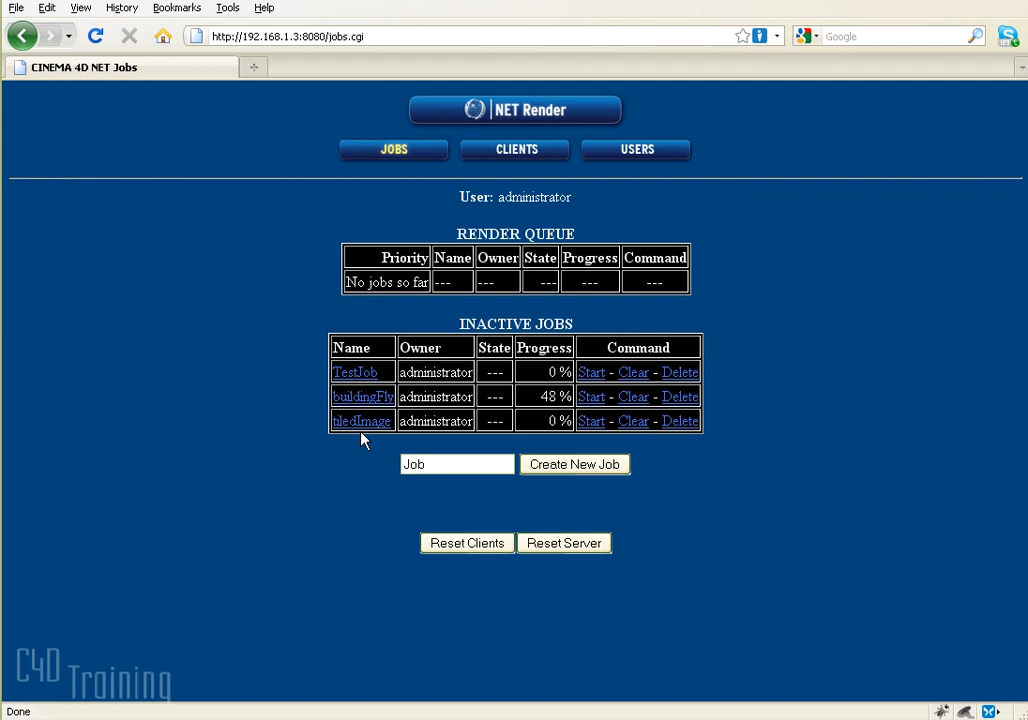 File Edit View History Bookmarks Tools Help
http://192.168.1.3:8080/jobs.cgi
Google
CINEMA 4D NET Jobs
NET Render
JOBS CLIENTS USERS
User: administrator
RENDER QUEUE
Priority Name Owner State Progress Command
No jobs so far --- --- --- --- ---
INACTIVE JOBS
Name Owner State Progress Command
TestJob administrator --- 0 % Start - Clear - Delete
buildingFly administrator --- 48 % Start - Clear - Delete
tiledImage administrator --- 0 % Start - Clear - Delete
Job Create New Job
Reset Clients Reset Server
C4D Training
Done